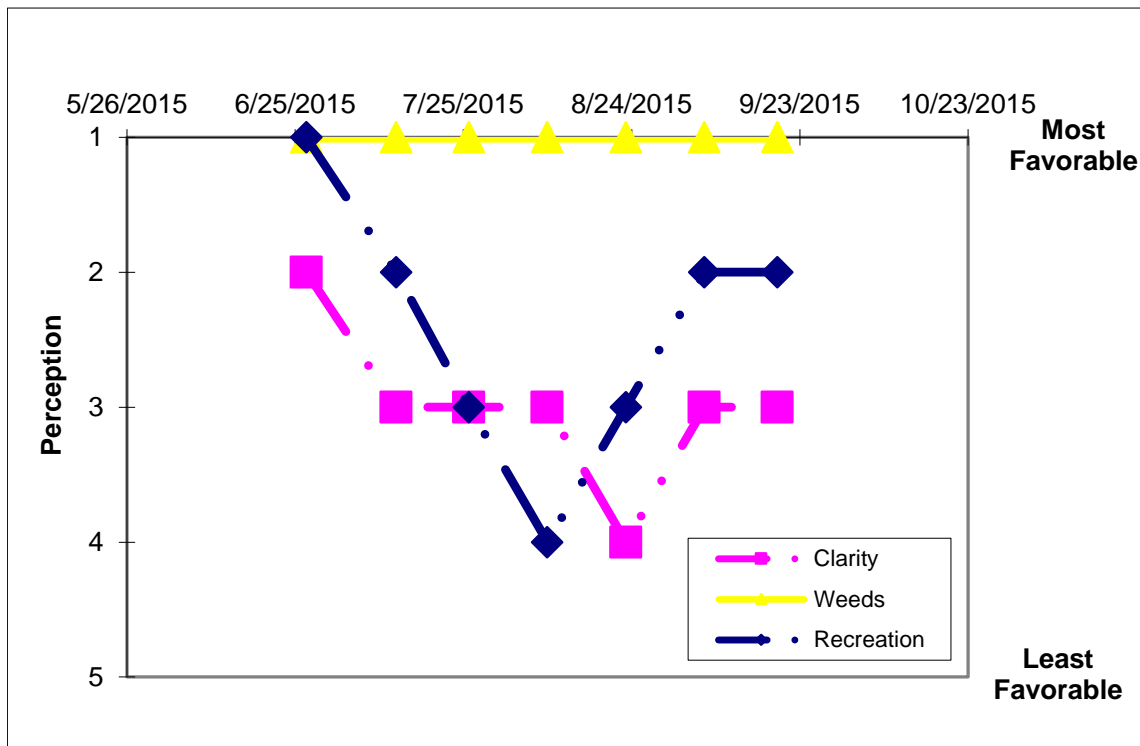 5/26/2015 6/25/2015 7/25/2015 8/24/2015 9/23/2015 10/23/2015
Most
Favorable
1
2
3
4
5
Perception
Clarity
Weeds
Recreation
Least
Favorable